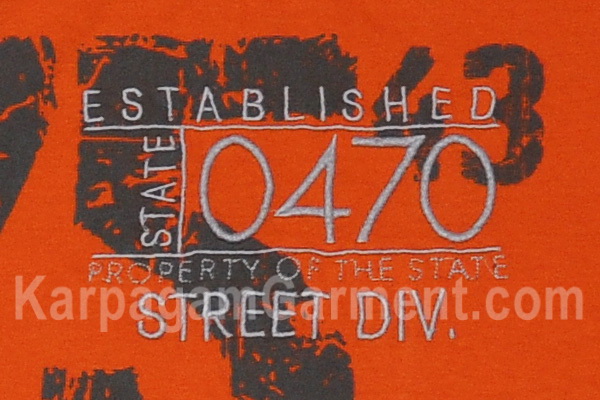 ESTABLISHED
STATE
0470
PROPERTY OF THE STATE
KarpagamGarment.com
STREET DIV.